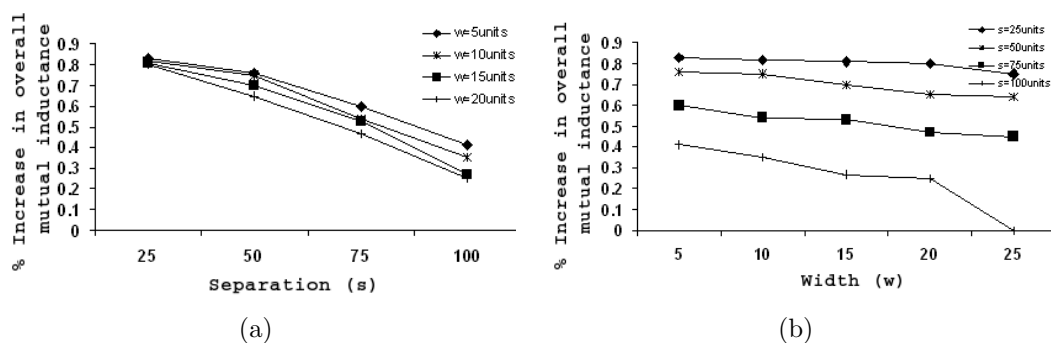 % Increase in overall
mutual inductance
0.9
0.8
0.7
0.6
0.5
0.4
0.3
0.2
0.1
0
25 50 75 100
Separation (s)
w=5units
w=10units
w=15units
w=20units
(a)
% Increase in overall
mutual inductance
0.9
0.8
0.7
0.6
0.5
0.4
0.3
0.2
0.1
0
5 10 15 20 25
Width (w)
s=25units
s=50units
s=75units
s=100units
(b)